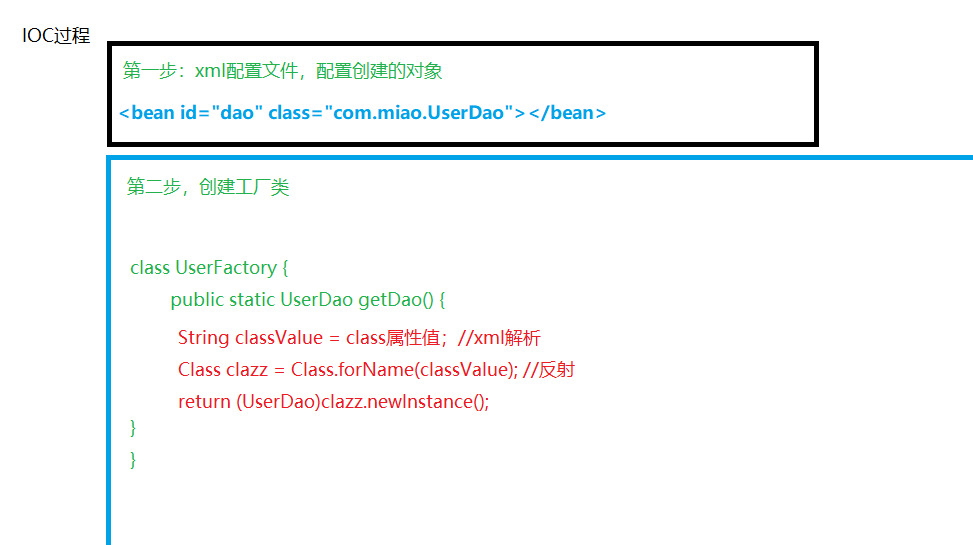 IOC过程
第一步：xml配置文件，配置创建的对象
<bean id="dao" class="com.miao.UserDao"></bean>
第二步，创建工厂类
class UserFactory {
public static UserDao getDao() {
String classValue = class属性值；//xml解析
Class clazz = Class.forName(classValue); //反射
return (UserDao)clazz.newInstance();
}
}